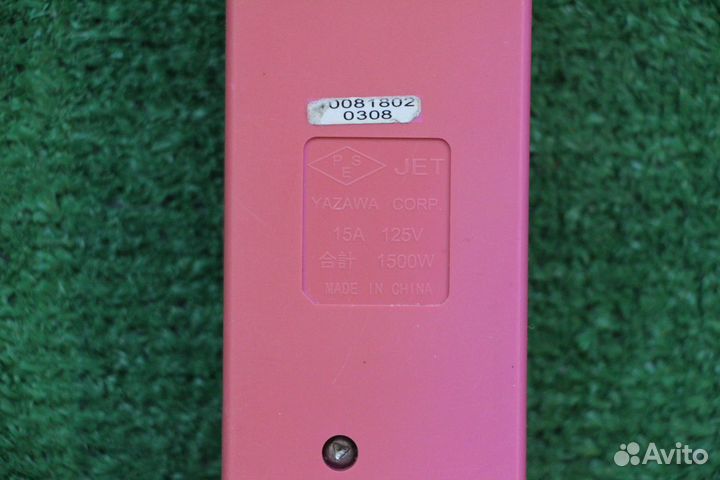 0081802
0308
PSE JET
YAZAWA CORP.
15A 125V
合計 1500W
MADE IN CHINA
Avito